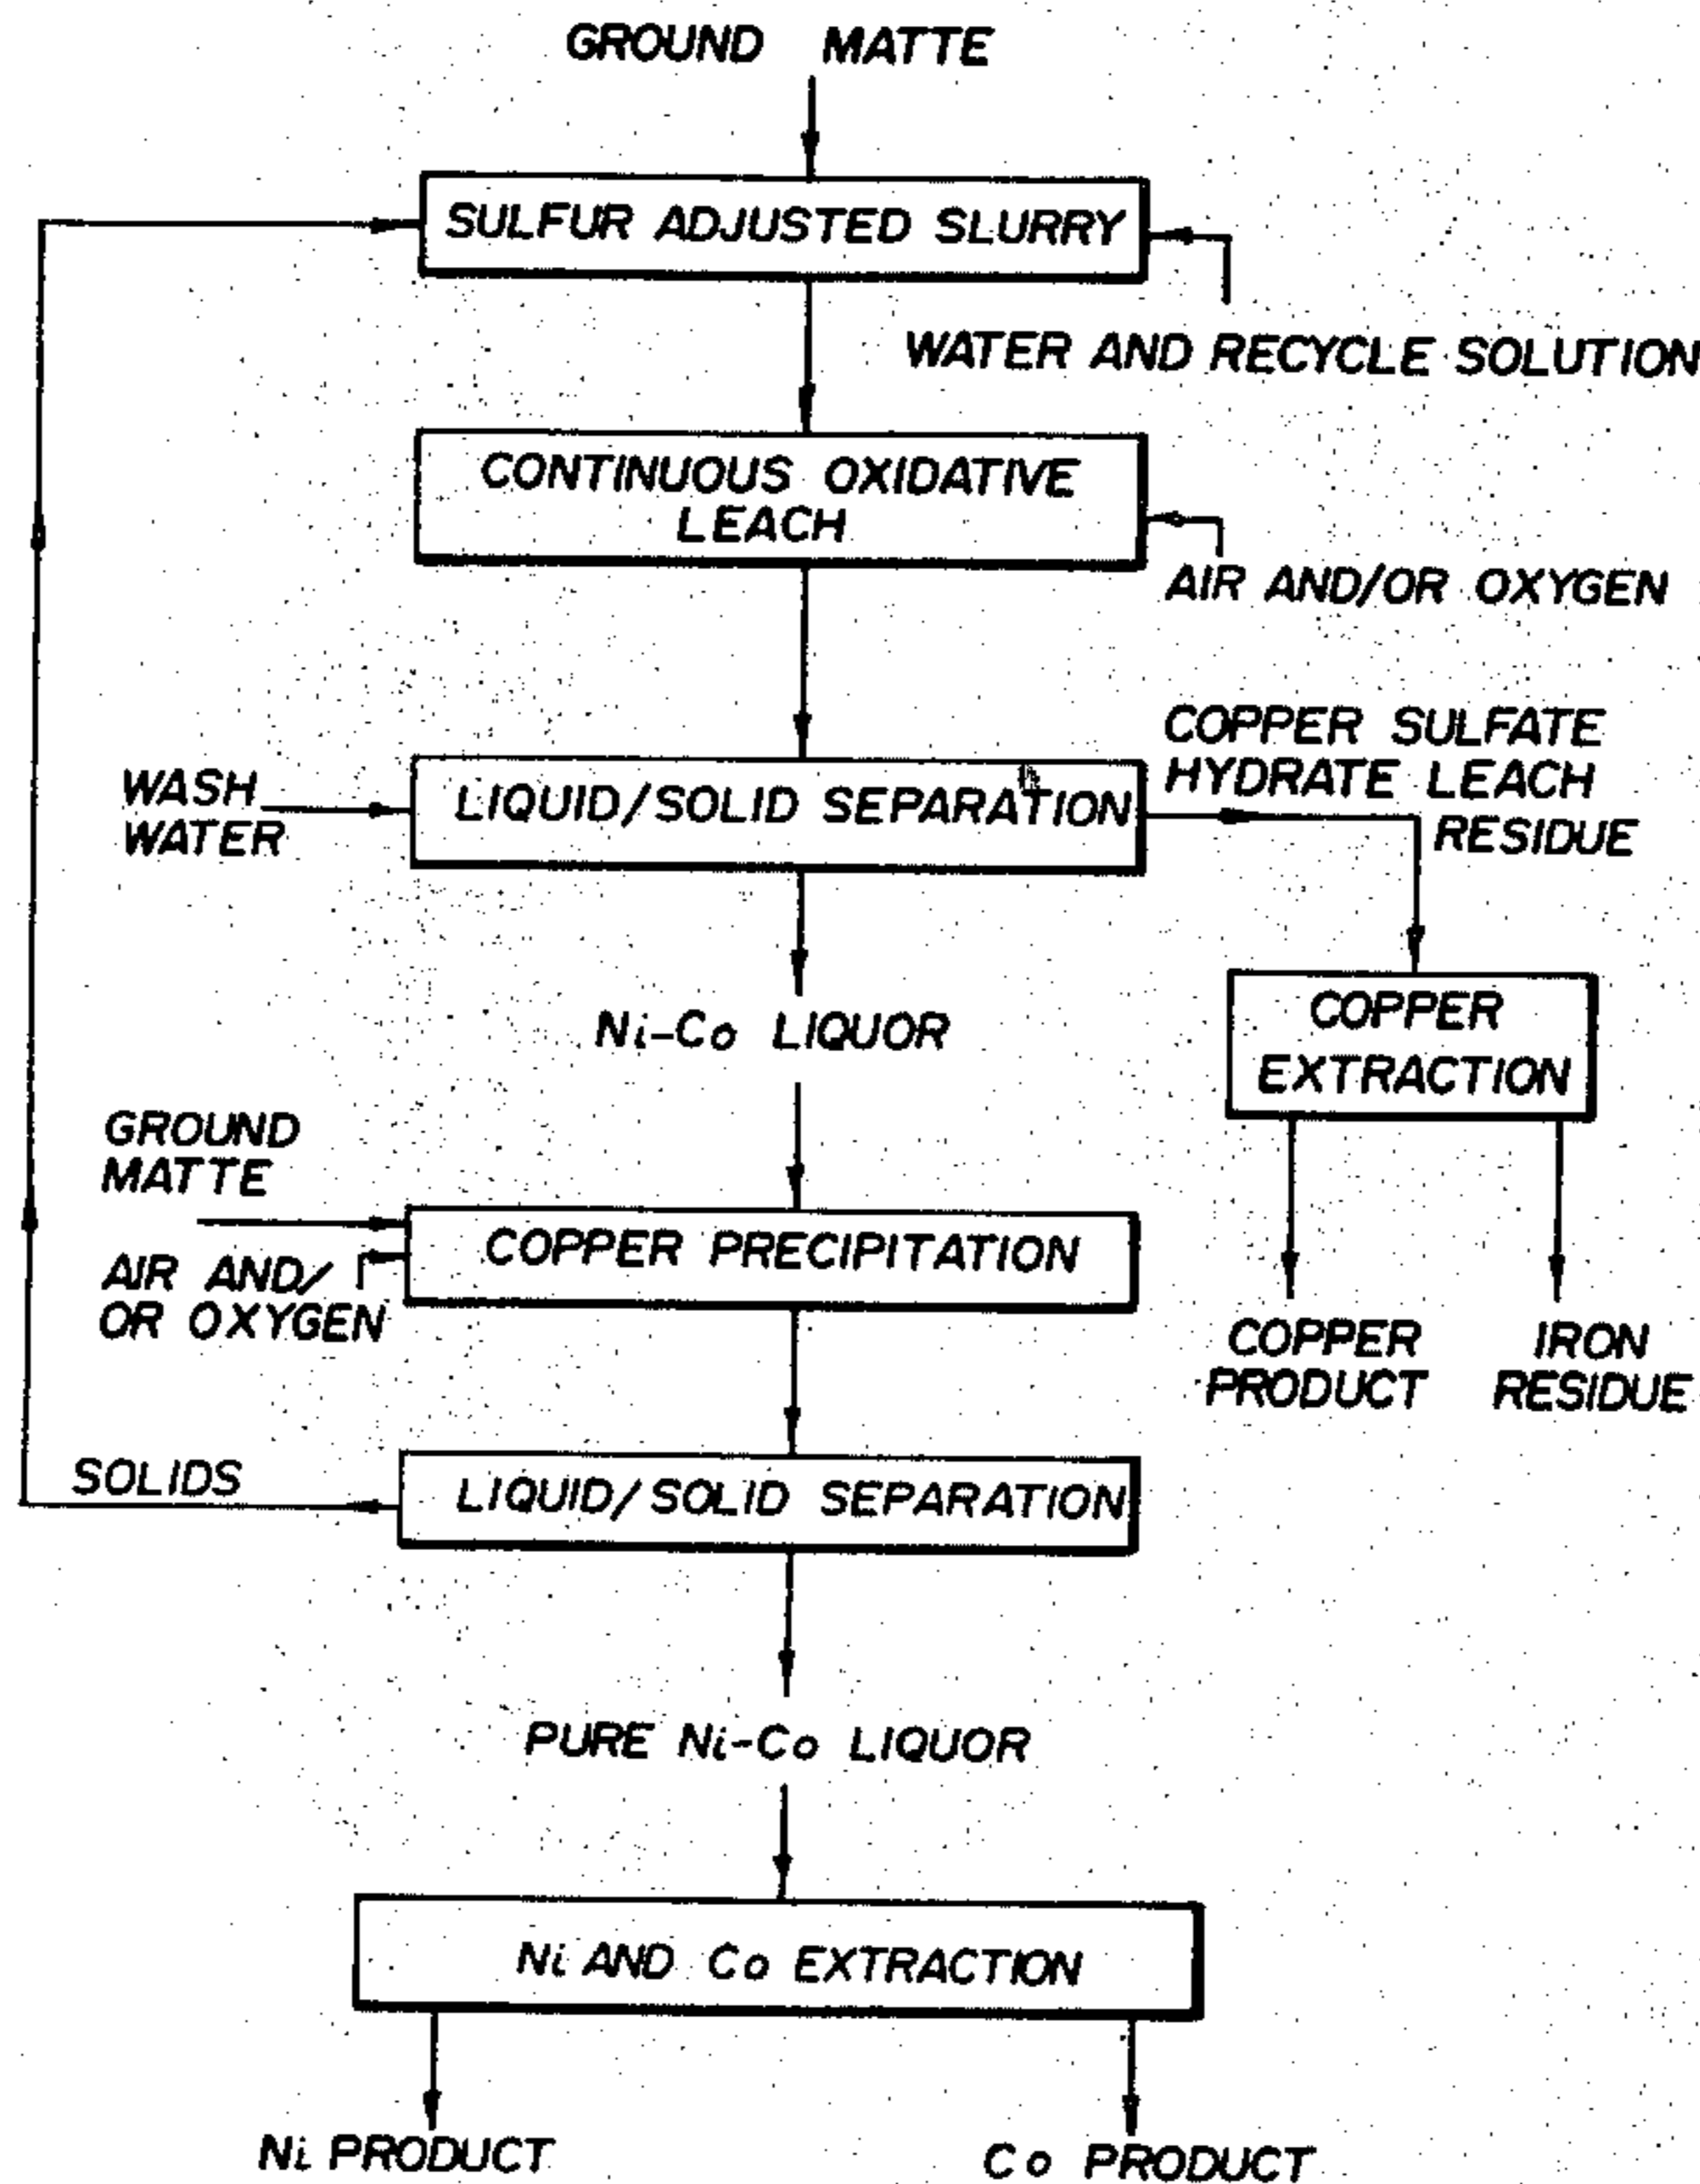 GROUND MATTE
SULFUR ADJUSTED SLURRY
WATER AND RECYCLE SOLUTION
CONTINUOUS OXIDATIVE
LEACH
AIR AND/OR OXYGEN
COPPER SULFATE
HYDRATE LEACH
RESIDUE
WASH
WATER
LIQUID/SOLID SEPARATION
COPPER
EXTRACTION
Ni-Co LIQUOR
GROUND
MATTE
COPPER PRECIPITATION
AIR AND/
OR OXYGEN
COPPER
PRODUCT
IRON
RESIDUE
SOLIDS
LIQUID/SOLID SEPARATION
PURE Ni-Co LIQUOR
Ni AND Co EXTRACTION
Ni PRODUCT
Co PRODUCT